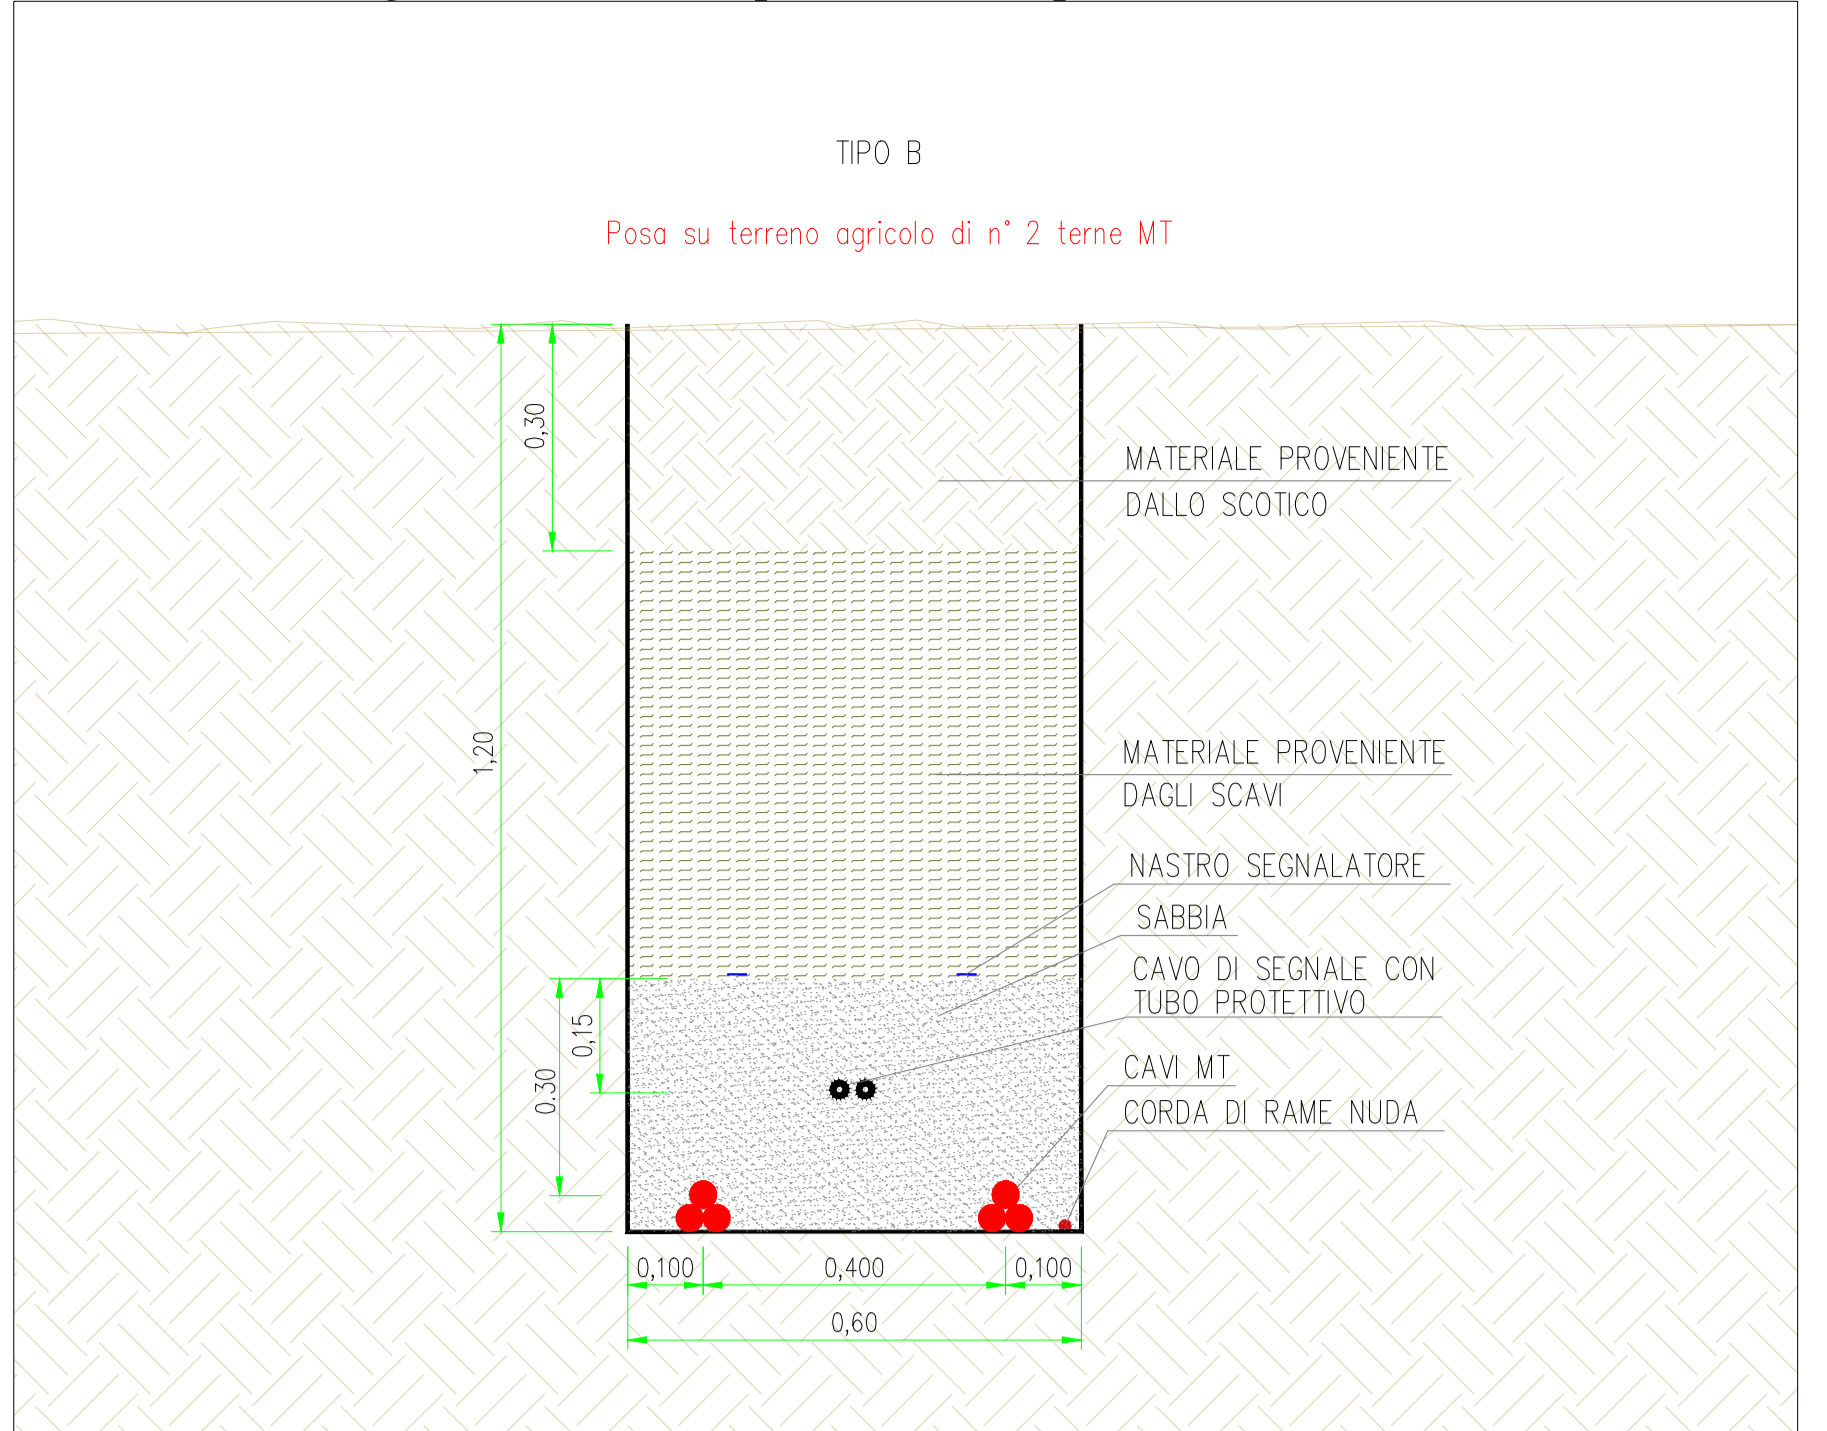 TIPO B
Posa su terreno agricolo di n° 2 terne MT
0,30
MATERIALE PROVENIENTE
DALLO SCOTICO
1,20
MATERIALE PROVENIENTE
DAGLI SCAVI
NASTRO SEGNALATORE
SABBIA
CAVO DI SEGNALE CON
TUBO PROTETTIVO
0,15
0.30
CAVI MT
CORDA DI RAME NUDA
0,100
0,400
0,100
0,60